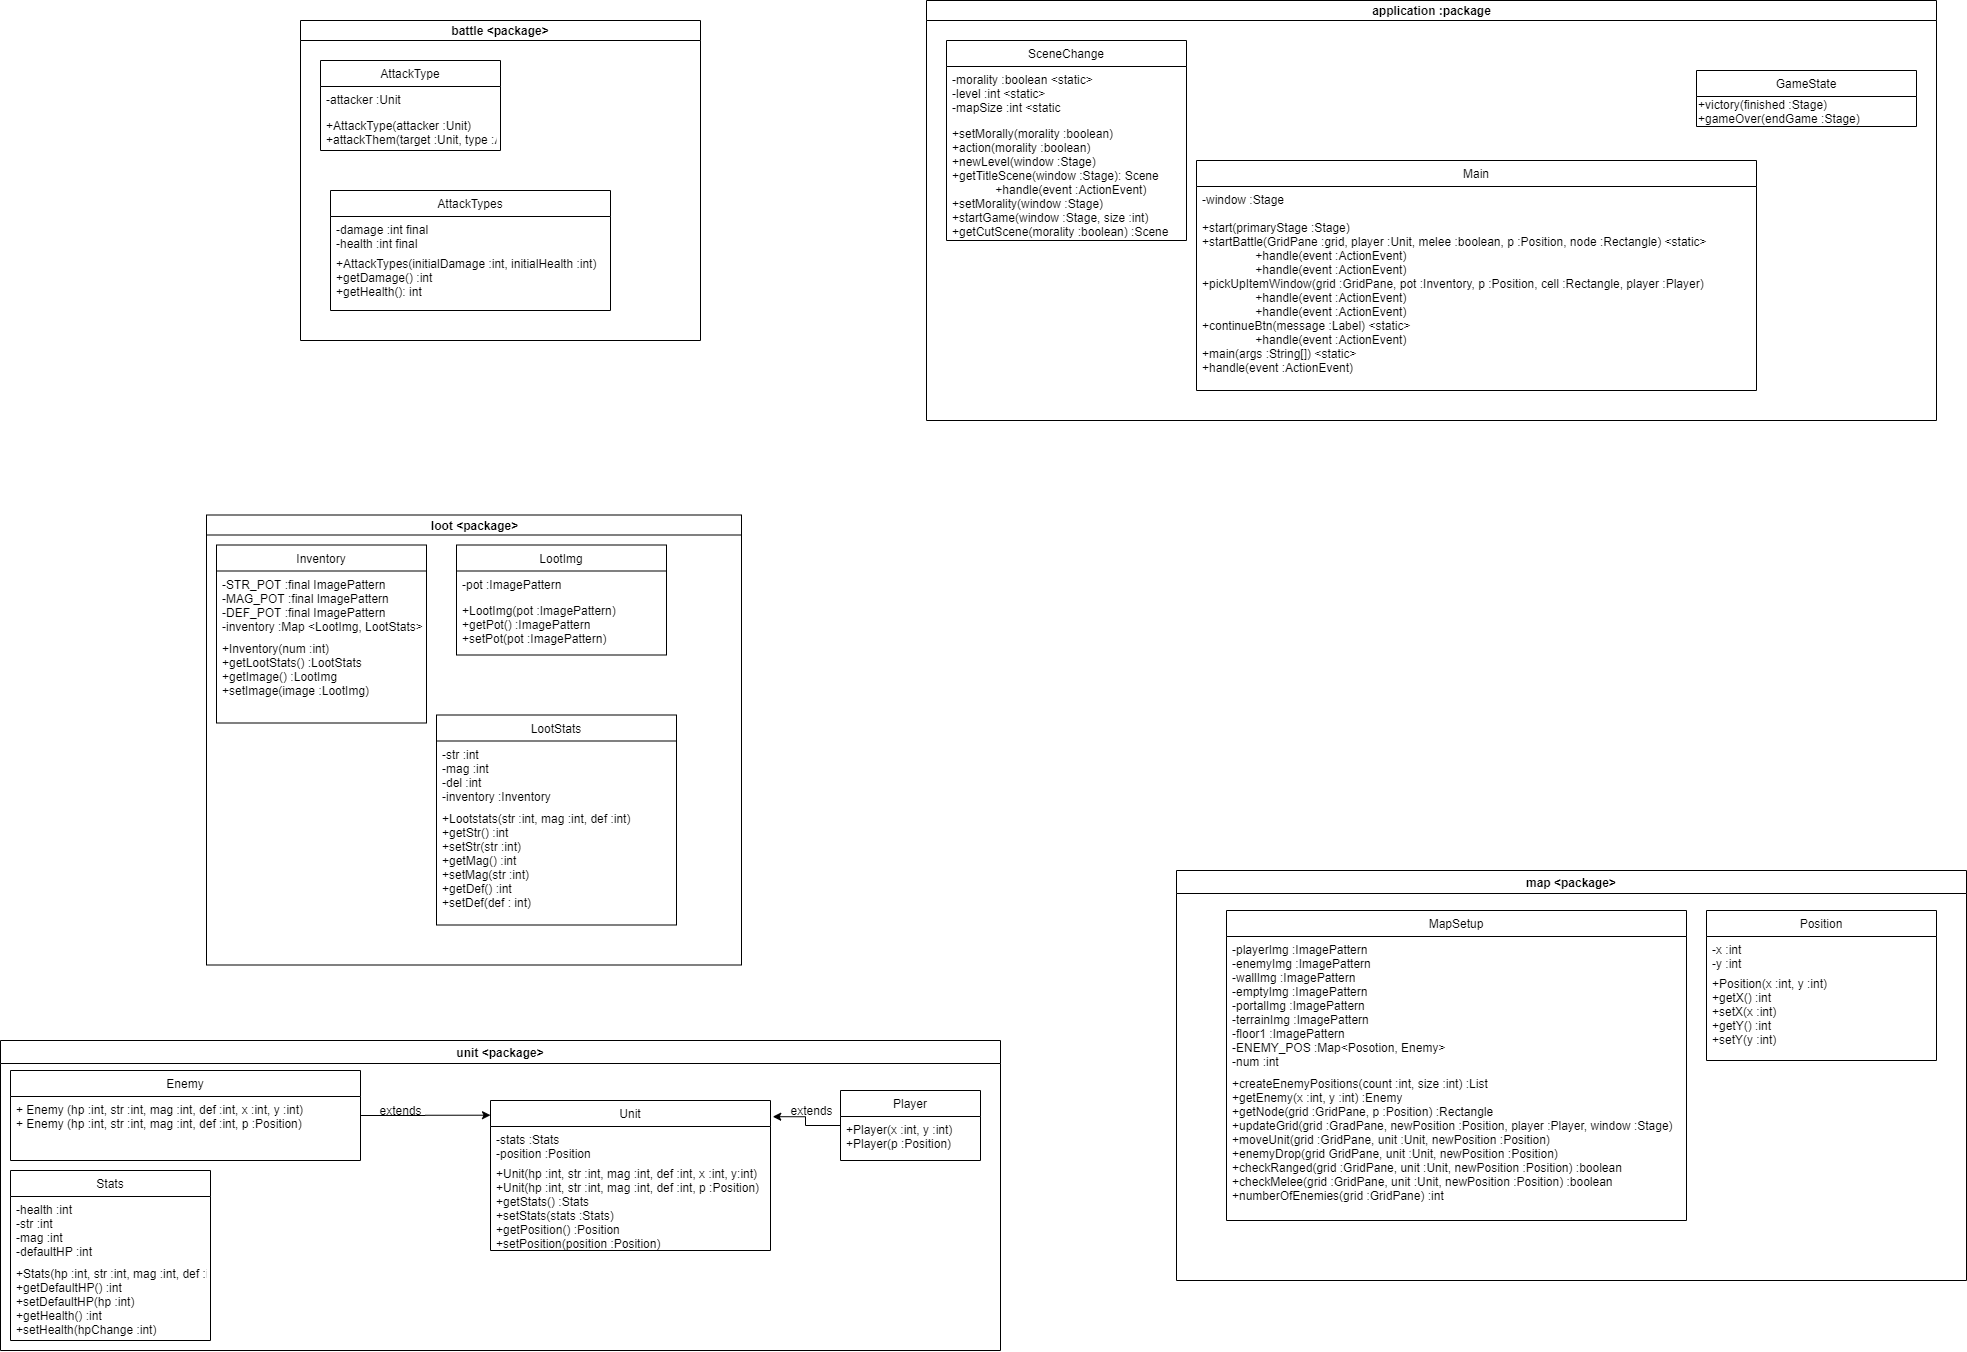 battle <package>
AttackType
-attacker :Unit
+AttackType(attacker :Unit)
+attackThem(target :Unit, type :
AttackTypes
-damage :int final
-health :int final
+AttackTypes(initialDamage :int, initialHealth :int)
+getDamage() :int
+getHealth(): int
application :package
SceneChange
-morality :boolean <static>
-level :int <static>
-mapSize :int <static
+setMorally(morality :boolean)
+action(morality :boolean)
+newLevel(window :Stage)
+getTitleScene(window :Stage): Scene
+handle(event :ActionEvent)
+setMorality(window :Stage)
+startGame(window :Stage, size :int)
+getCutScene(morality :boolean) :Scene
GameState
+victory(finished :Stage)
+gameOver(endGame :Stage)
Main
-window :Stage
+start(primaryStage :Stage)
+startBattle(GridPane :grid, player :Unit, melee :boolean, p :Position, node :Rectangle) <static>
+handle(event :ActionEvent)
+handle(event :ActionEvent)
+pickUpItemWindow(grid :GridPane, pot :Inventory, p :Position, cell :Rectangle, player :Player)
+handle(event :ActionEvent)
+handle(event :ActionEvent)
+continueBtn(message :Label) <static>
+handle(event :ActionEvent)
+main(args :String[]) <static>
+handle(event :ActionEvent)
loot <package>
Inventory
-STR_POT :final ImagePattern
-MAG_POT :final ImagePattern
-DEF_POT :final ImagePattern
-inventory :Map <LootImg, LootStats>
+Inventory(num :int)
+getLootStats() :LootStats
+getImage() :LootImg
+setImage(image :LootImg)
LootImg
-pot :ImagePattern
+LootImg(pot :ImagePattern)
+getPot() :ImagePattern
+setPot(pot :ImagePattern)
LootStats
-str :int
-mag :int
-del :int
-inventory :Inventory
+Lootstats(str :int, mag :int, def :int)
+getStr() :int
+setStr(str :int)
+getMag() :int
+setMag(str :int)
+getDef() :int
+setDef(def : int)
map <package>
MapSetup
-playerImg :ImagePattern
-enemyImg :ImagePattern
-wallImg :ImagePattern
-emptyImg :ImagePattern
-portalImg :ImagePattern
-terrainImg :ImagePattern
-floor1 :ImagePattern
-ENEMY_POS :Map<Posotion, Enemy>
-num :int
+createEnemyPositions(count :int, size :int) :List
+getEnemy(x :int, y :int) :Enemy
+getNode(grid :GridPane, p :Position) :Rectangle
+updateGrid(grid :GradPane, newPosition :Position, player :Player, window :Stage)
+moveUnit(grid :GridPane, unit :Unit, newPosition :Position)
+enemyDrop(grid GridPane, unit :Unit, newPosition :Position)
+checkRanged(grid :GridPane, unit :Unit, newPosition :Position) :boolean
+checkMelee(grid :GridPane, unit :Unit, newPosition :Position) :boolean
+numberOfEnemies(grid :GridPane) :int
Position
-x :int
-y :int
+Position(x :int, y :int)
+getX() :int
+setX(x :int)
+getY() :int
+setY(y :int)
unit <package>
Enemy
+ Enemy (hp :int, str :int, mag :int, def :int, x :int, y :int)
+ Enemy (hp :int, str :int, mag :int, def :int, p :Position)
extends
Unit
-stats :Stats
-position :Position
+Unit(hp :int, str :int, mag :int, def :int, x :int, y:int)
+Unit(hp :int, str :int, mag :int, def :int, p :Position)
+getStats() :Stats
+setStats(stats :Stats)
+getPosition() :Position
+setPosition(position :Position)
extends
Player
+Player(x :int, y :int)
+Player(p :Position)
Stats
-health :int
-str :int
-mag :int
-defaultHP :int
+Stats(hp :int, str :int, mag :int, def :
+getDefaultHP() :int
+setDefaultHP(hp :int)
+getHealth() :int
+setHealth(hpChange :int)